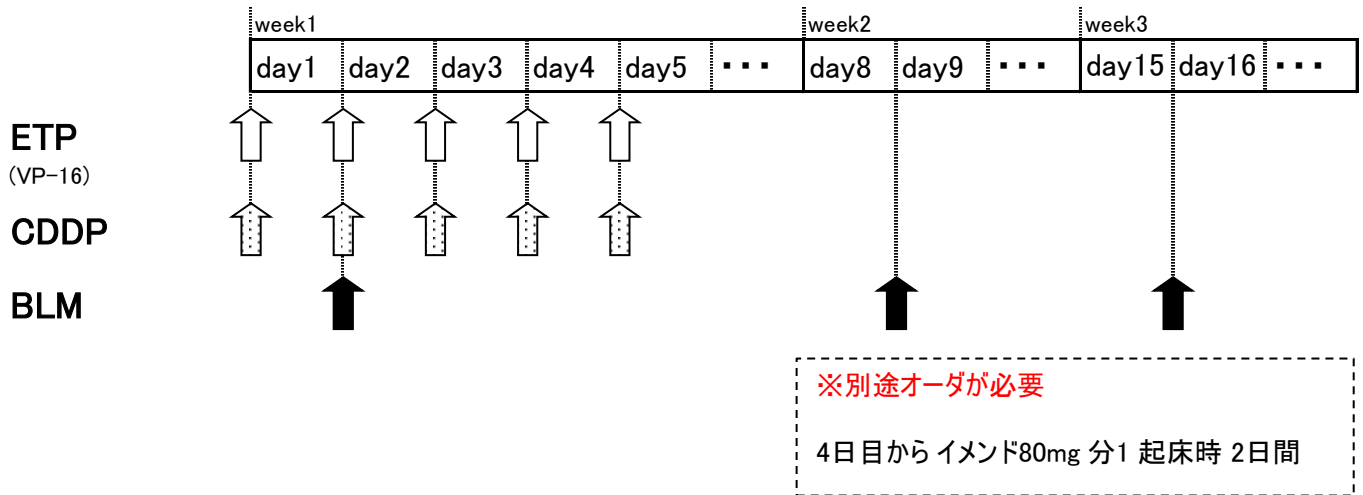 week1 week2 week3
day1 day2 day3 day4 day5 ･･･ day8 day9 ･･･ day15 day16 ･･･
ETP
(VP-16)
CDDP
BLM
※別途オーダが必要
4日目から イメンド80mg 分1 起床時 2日間